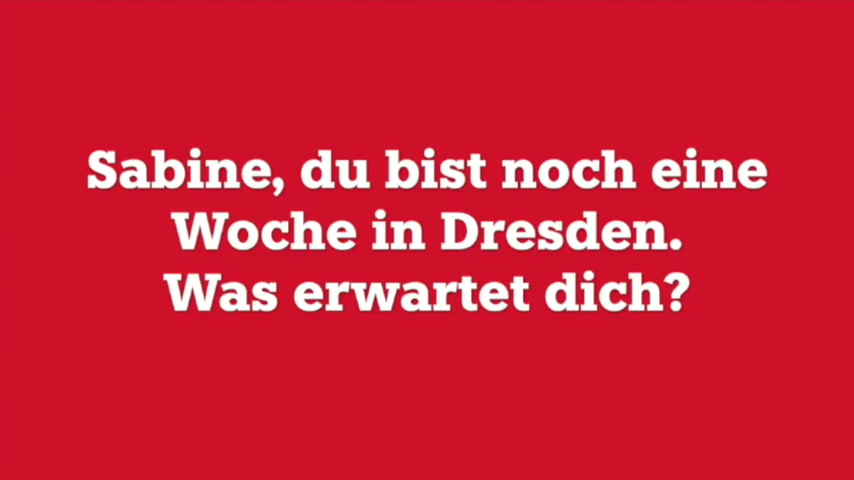 Sabine, du bist noch eine
Woche in Dresden.
Was erwartet dich?